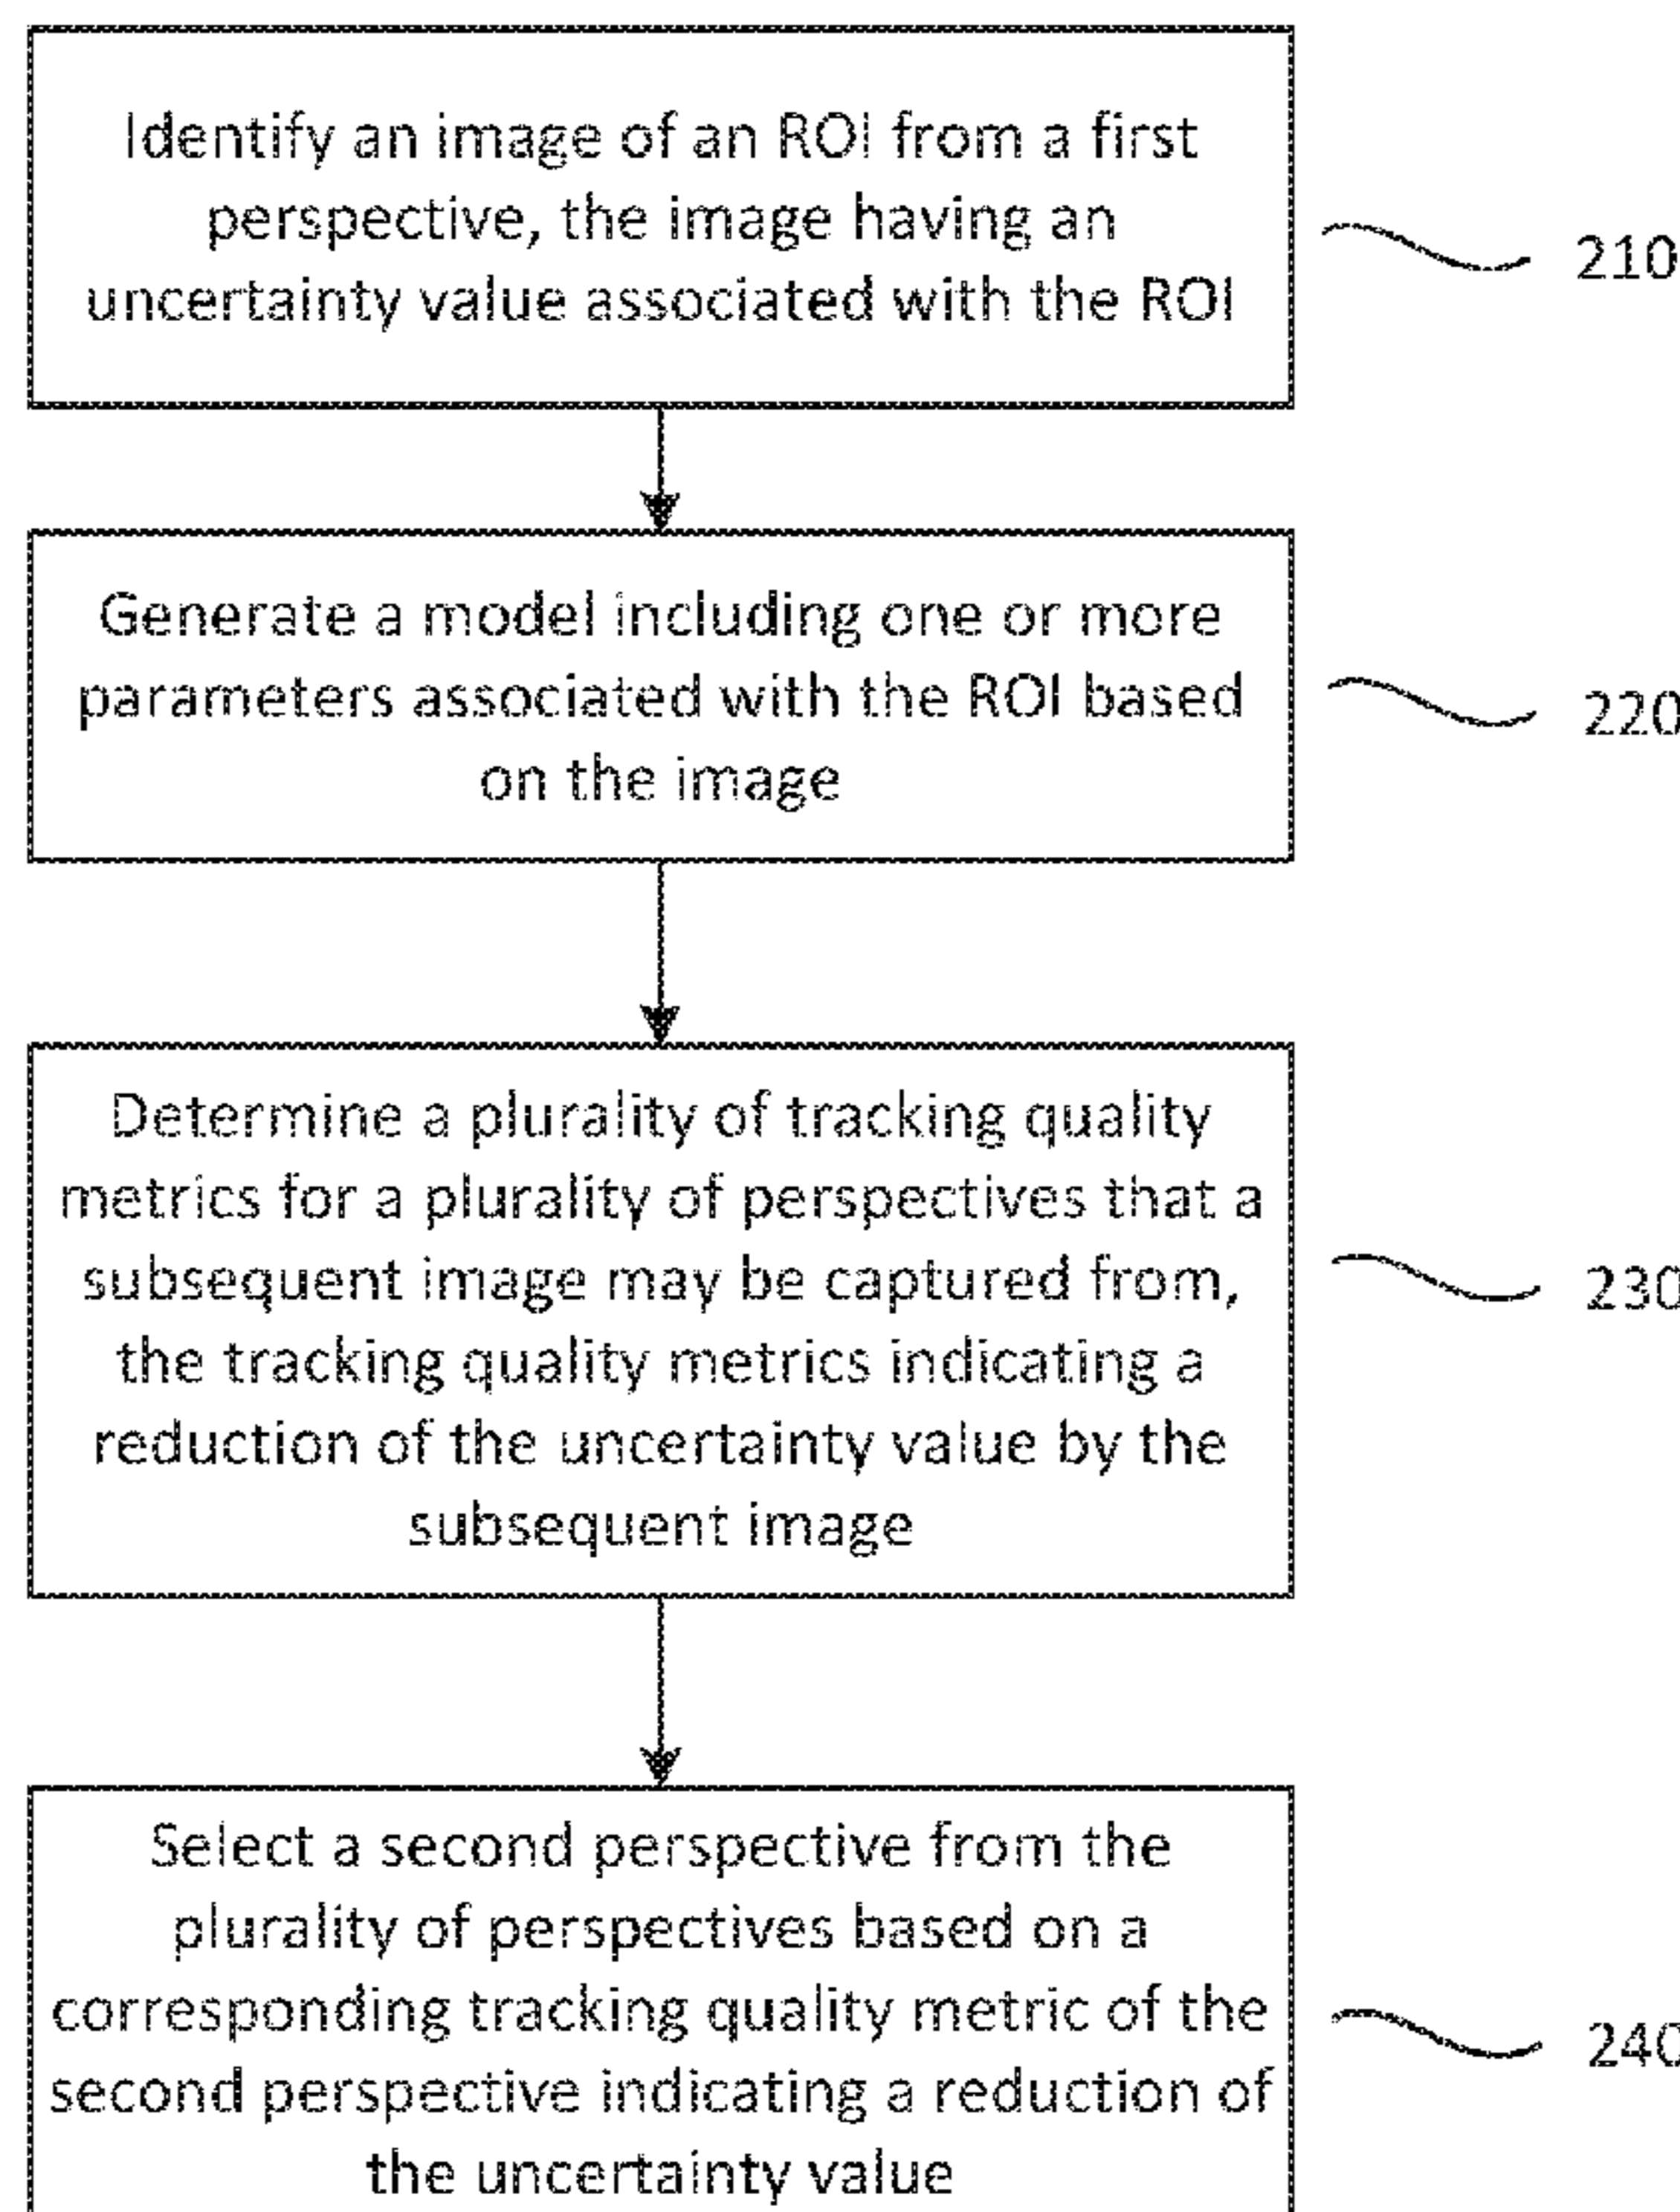 Identify an image of an ROI from a first
perspective, the image having an
uncertainty value associated with the ROI
210
Generate a model including one or more
parameters associated with the ROI based
on the image
220
Determine a plurality of tracking quality
metrics for a plurality of perspectives that a
subsequent image may be captured from,
the tracking quality metrics indicating a
reduction of the uncertainty value by the
subsequent image
230
Select a second perspective from the
plurality of perspectives based on a
corresponding tracking quality metric of the
second perspective indicating a reduction of
the uncertainty value
240